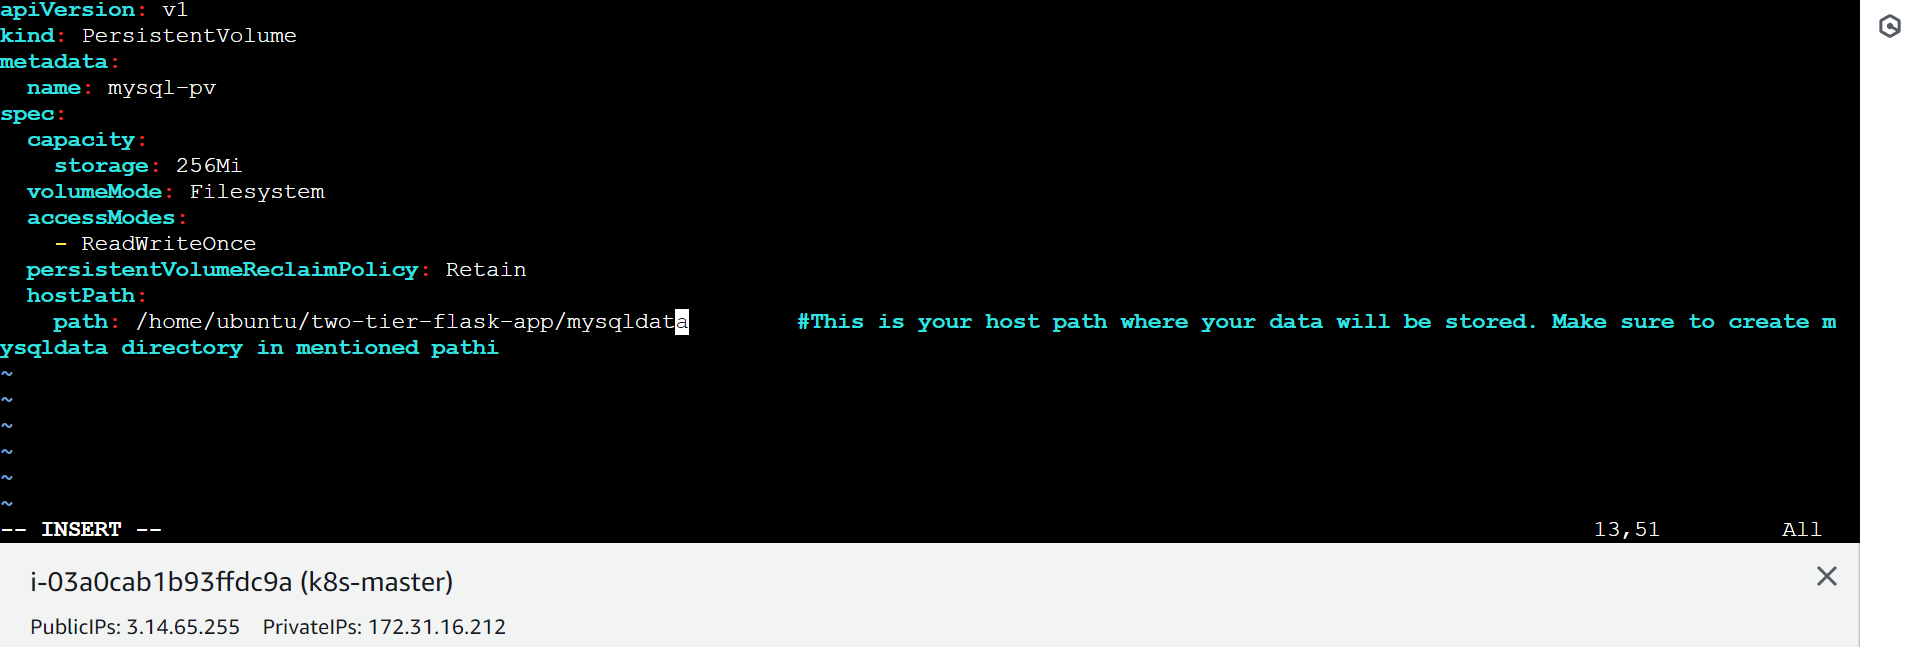 apiVersion: v1
kind: PersistentVolume
metadata:
  name: mysql-pv
spec:
  capacity:
    storage: 256Mi
  volumeMode: Filesystem
  accessModes:
    - ReadWriteOnce
  persistentVolumeReclaimPolicy: Retain
  hostPath:
    path: /home/ubuntu/two-tier-flask-app/mysqldata        #This is your host path where your data will be stored. Make sure to create m
ysqldata directory in mentioned pathi
~
~
~
~
~
~
-- INSERT -- 13,51 All
i-03a0cab1b93ffdc9a (k8s-master)
PublicIPs: 3.14.65.255 PrivateIPs: 172.31.16.212